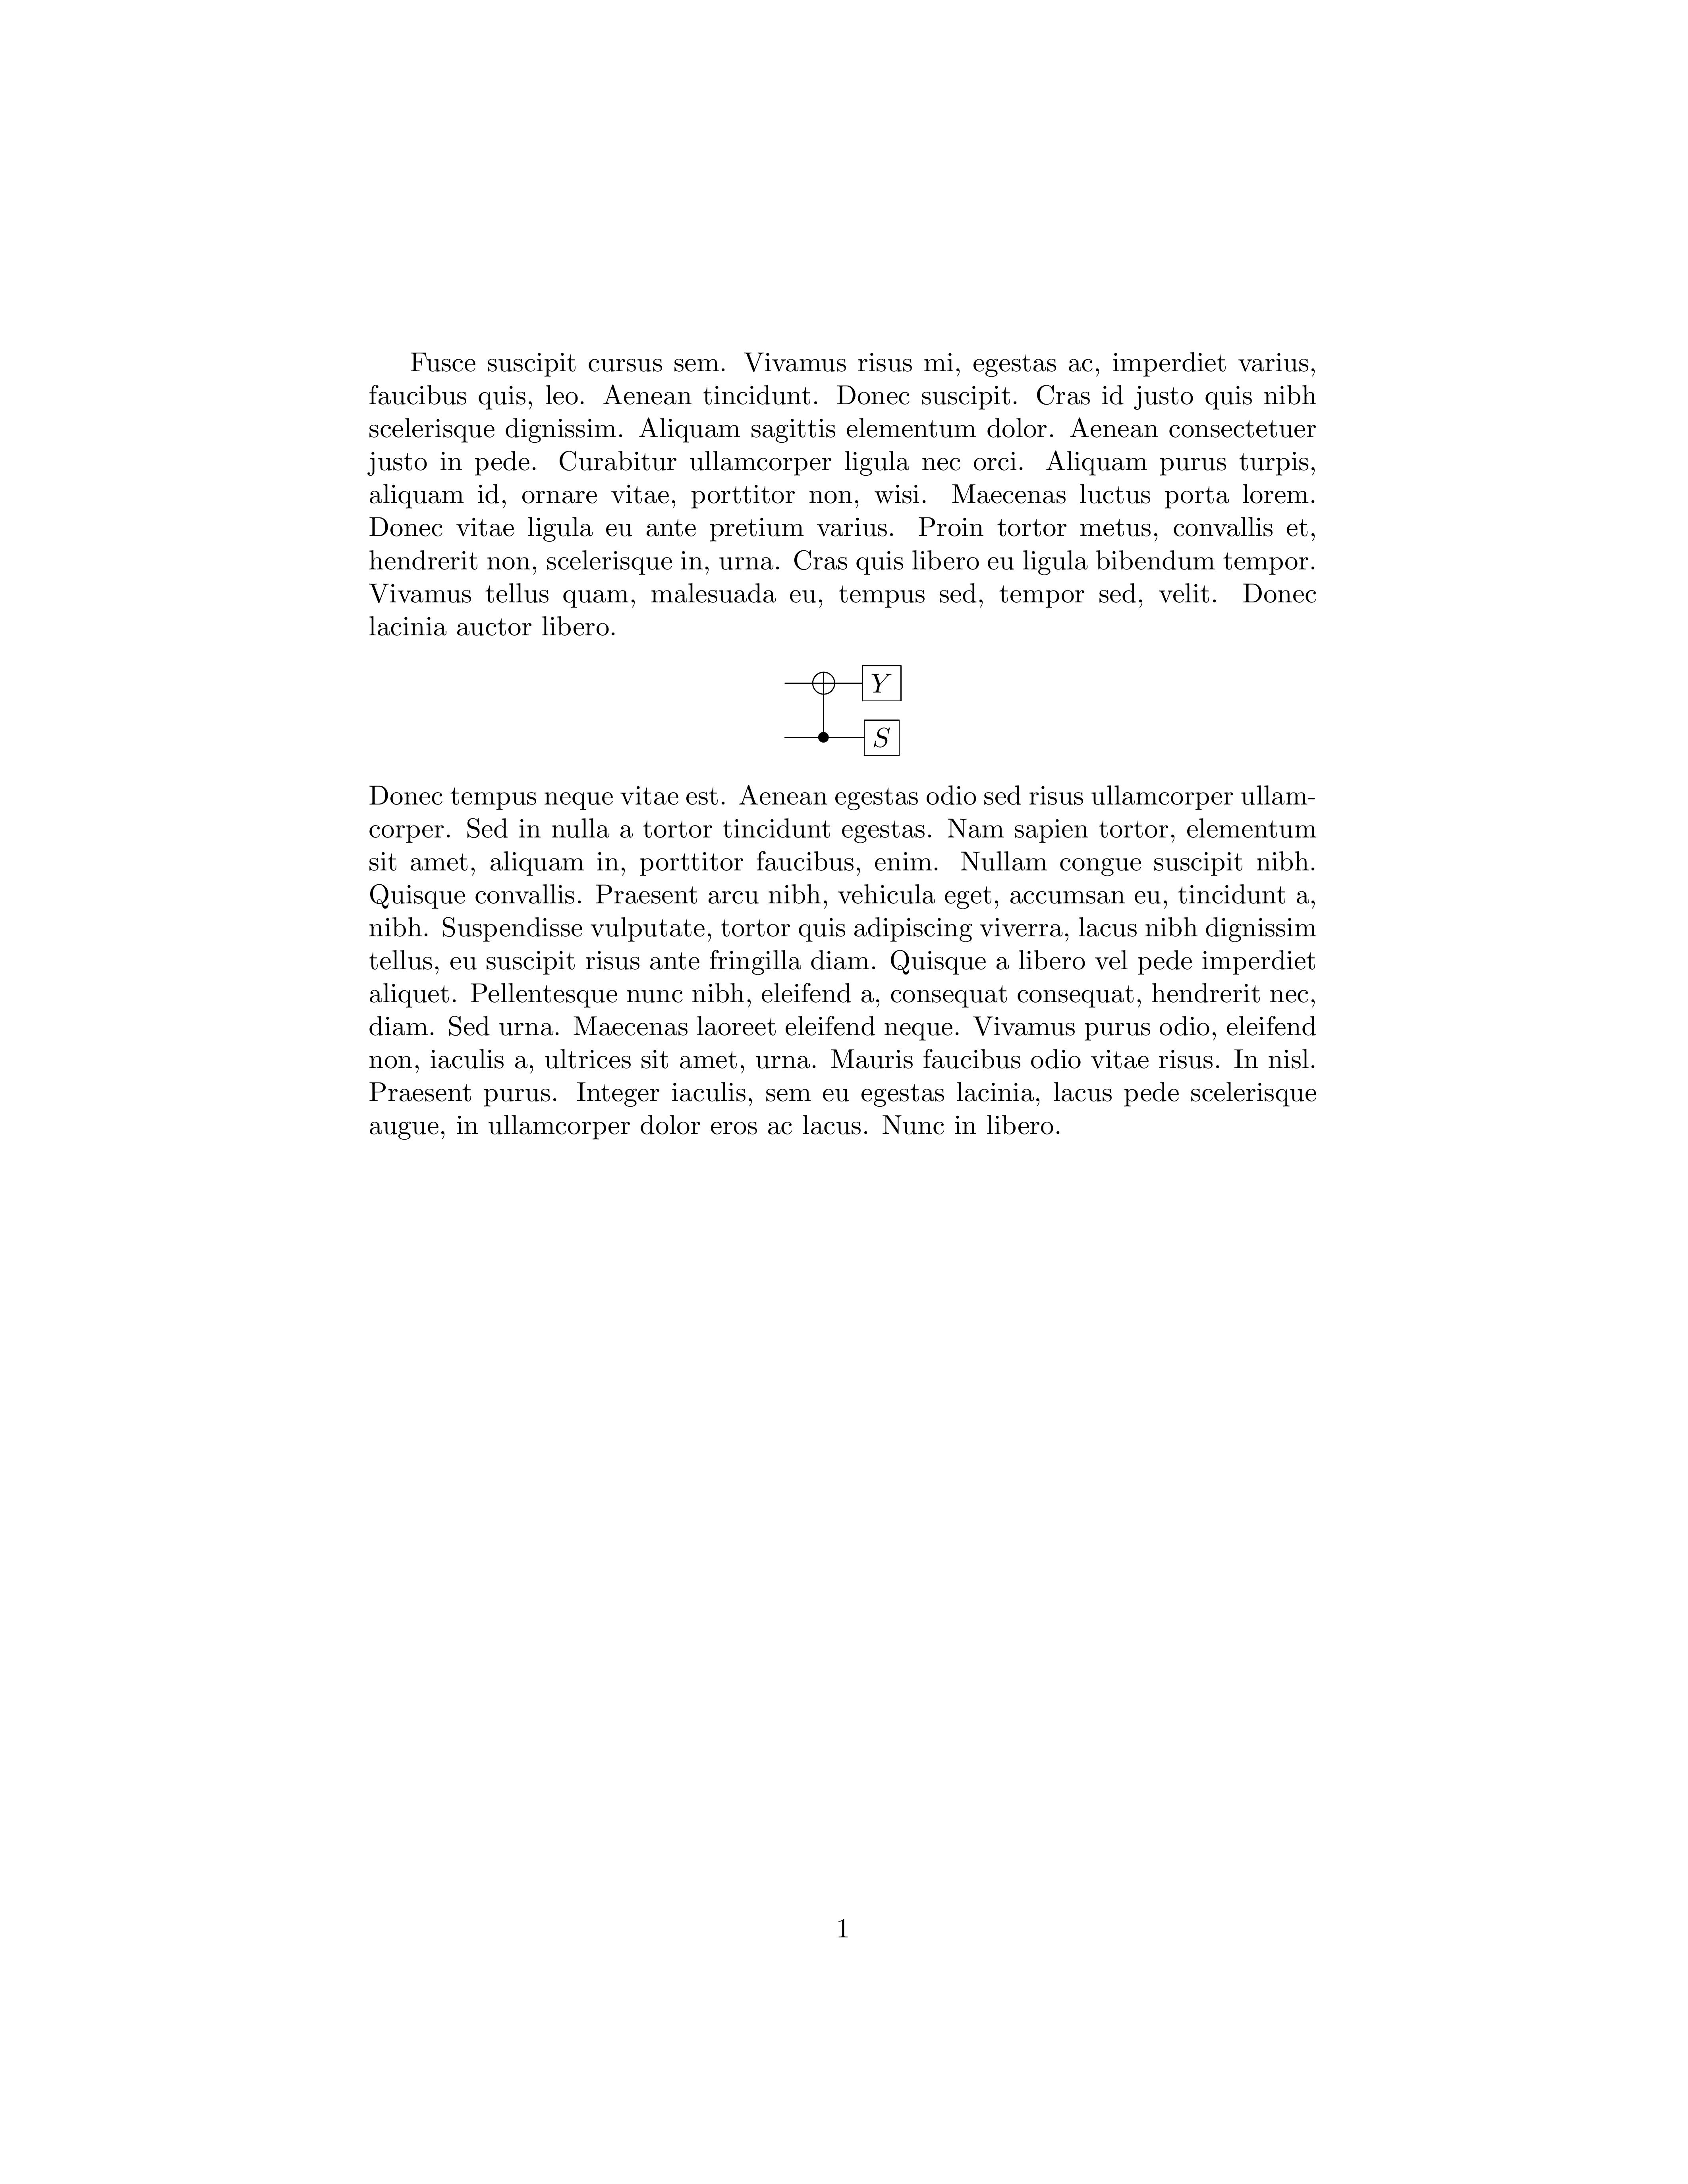 Fusce suscipit cursus sem. Vivamus risus mi, egestas ac, imperdiet varius,
faucibus quis, leo. Aenean tincidunt. Donec suscipit. Cras id justo quis nibh
scelerisque dignissim. Aliquam sagittis elementum dolor. Aenean consectetuer
justo in pede. Curabitur ullamcorper ligula nec orci. Aliquam purus turpis,
aliquam id, ornare vitae, porttitor non, wisi. Maecenas luctus porta lorem.
Donec vitae ligula eu ante pretium varius. Proin tortor metus, convallis et,
hendrerit non, scelerisque in, urna. Cras quis libero eu ligula bibendum tempor.
Vivamus tellus quam, malesuada eu, tempus sed, tempor sed, velit. Donec
lacinia auctor libero.
Y
S
Donec tempus neque vitae est. Aenean egestas odio sed risus ullamcorper ullam-
corper. Sed in nulla a tortor tincidunt egestas. Nam sapien tortor, elementum
sit amet, aliquam in, porttitor faucibus, enim. Nullam congue suscipit nibh.
Quisque convallis. Praesent arcu nibh, vehicula eget, accumsan eu, tincidunt a,
nibh. Suspendisse vulputate, tortor quis adipiscing viverra, lacus nibh dignissim
tellus, eu suscipit risus ante fringilla diam. Quisque a libero vel pede imperdiet
aliquet. Pellentesque nunc nibh, eleifend a, consequat consequat, hendrerit nec,
diam. Sed urna. Maecenas laoreet eleifend neque. Vivamus purus odio, eleifend
non, iaculis a, ultrices sit amet, urna. Mauris faucibus odio vitae risus. In nisl.
Praesent purus. Integer iaculis, sem eu egestas lacinia, lacus pede scelerisque
augue, in ullamcorper dolor eros ac lacus. Nunc in libero.
1